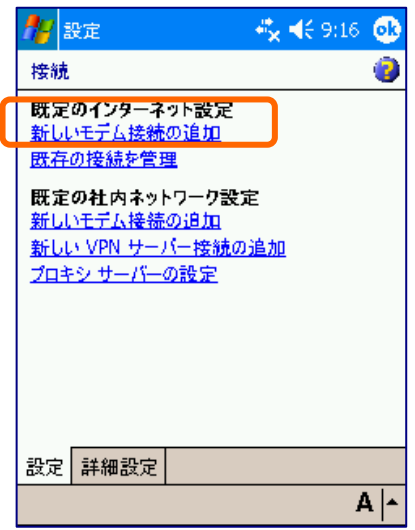 設定 9:16 ok
接続 ?
既定のインターネット設定
新しいモデム接続の追加
既存の接続を管理
既定の社内ネットワーク設定
新しいモデム接続の追加
新しい VPN サーバー接続の追加
プロキシ サーバーの設定
設定 詳細設定
A